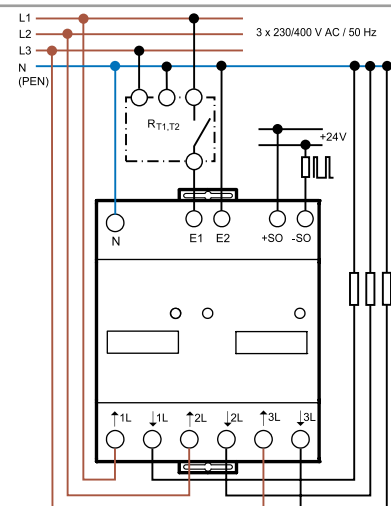 L1
3 x 230/400 V AC / 50 Hz
L2
L3
N
(PEN)
RT1,T2
+24V
N
E1
E2
+SO
-SO
↑1L
↓1L
↑2L
↓2L
↑3L
↓3L